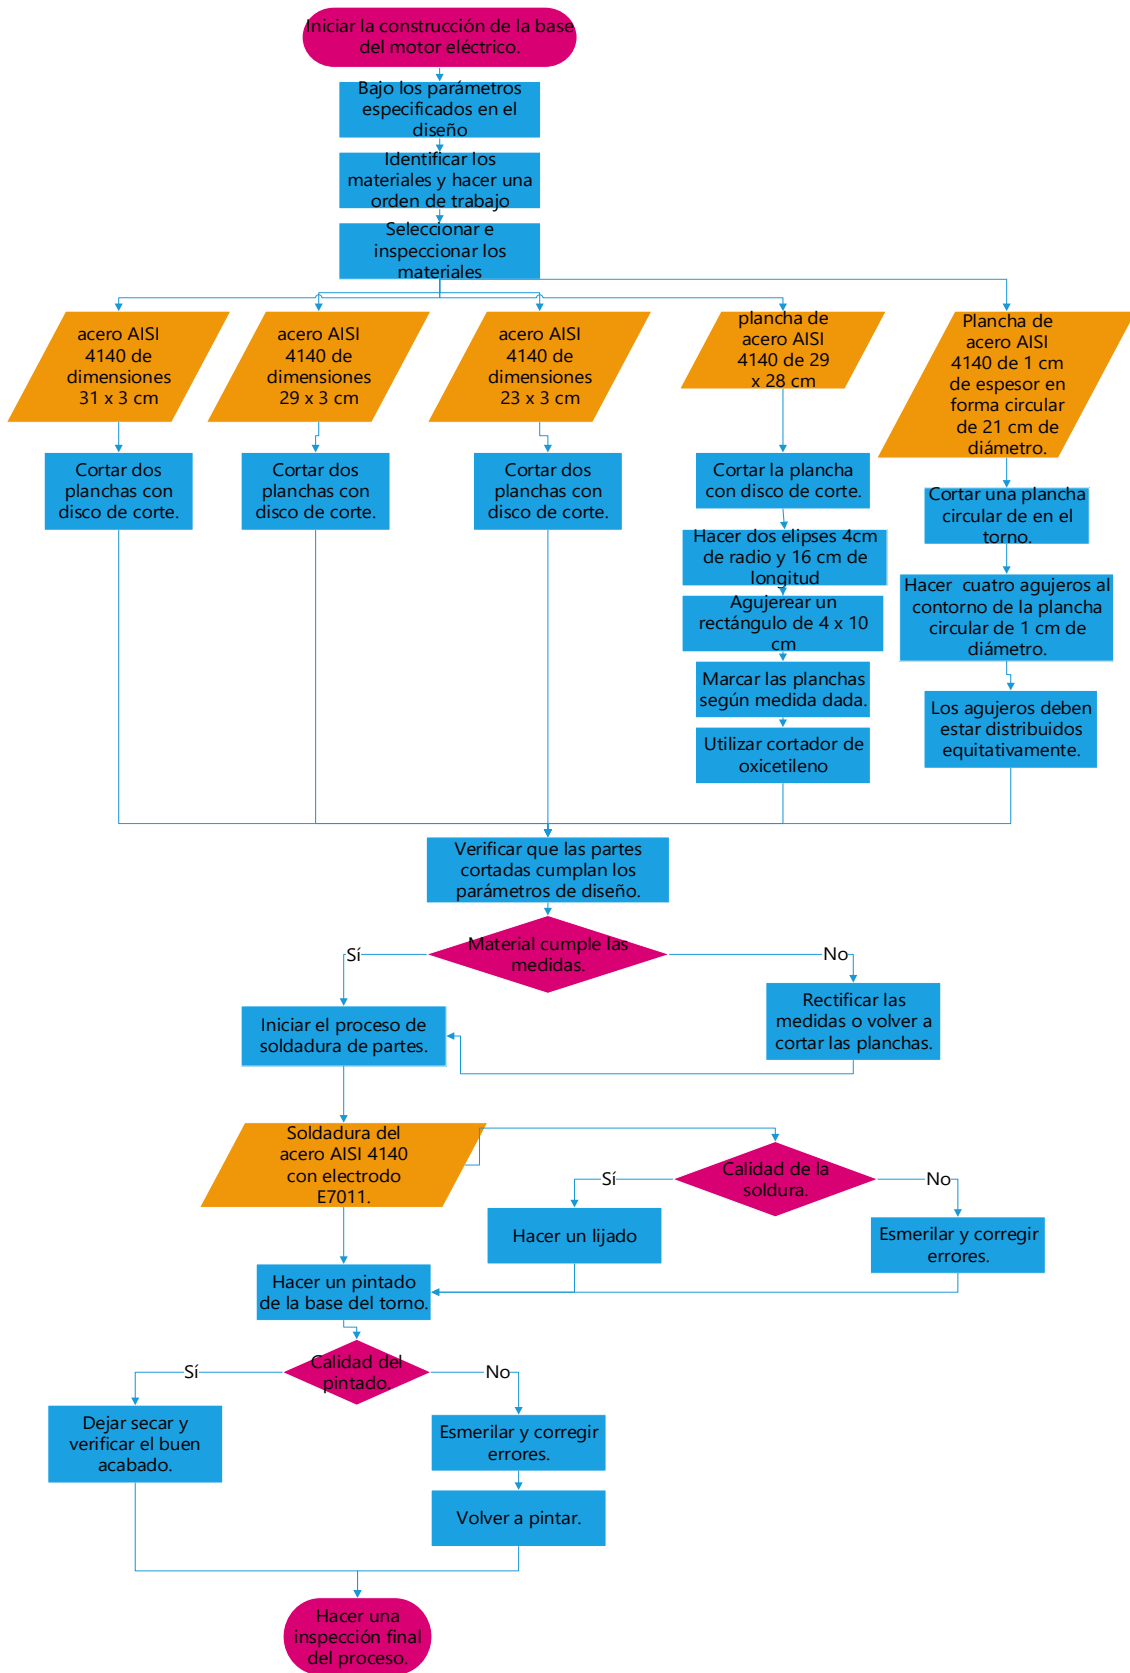 Iniciar la construcción de la base
del motor eléctrico.
Bajo los parámetros
especificados en el
diseño
Identificar los
materiales y hacer una
orden de trabajo
Seleccionar e
inspeccionar los
materiales
acero AISI
4140 de
dimensiones
31 x 3 cm
acero AISI
4140 de
dimensiones
29 x 3 cm
acero AISI
4140 de
dimensiones
23 x 3 cm
plancha de
acero AISI
4140 de 29
x 28 cm
Plancha de
acero AISI
4140 de 1 cm
de espesor en
forma circular
de 21 cm de
diámetro.
Cortar dos
planchas con
disco de corte.
Cortar dos
planchas con
disco de corte.
Cortar dos
planchas con
disco de corte.
Cortar la plancha
con disco de corte.
Hacer dos elipses 4cm
de radio y 16 cm de
longitud
Agujerear un
rectángulo de 4 x 10
cm
Marcar las planchas
según medida dada.
Utilizar cortador de
oxicetileno
Cortar una plancha
circular de en el
torno.
Hacer cuatro agujeros al
contorno de la plancha
circular de 1 cm de
diámetro.
Los agujeros deben
estar distribuidos
equitativamente.
Verificar que las partes
cortadas cumplan los
parámetros de diseño.
Material cumple las
medidas.
Sí
No
Iniciar el proceso de
soldadura de partes.
Rectificar las
medidas o volver a
cortar las planchas.
Soldadura del
acero AISI 4140
con electrodo
E7011.
Calidad de la
soldura.
Sí
No
Hacer un lijado
Esmerilar y corregir
errores.
Hacer un pintado
de la base del torno.
Calidad del
pintado.
Sí
No
Dejar secar y
verificar el buen
acabado.
Esmerilar y corregir
errores.
Volver a pintar.
Hacer una
inspección final
del proceso.